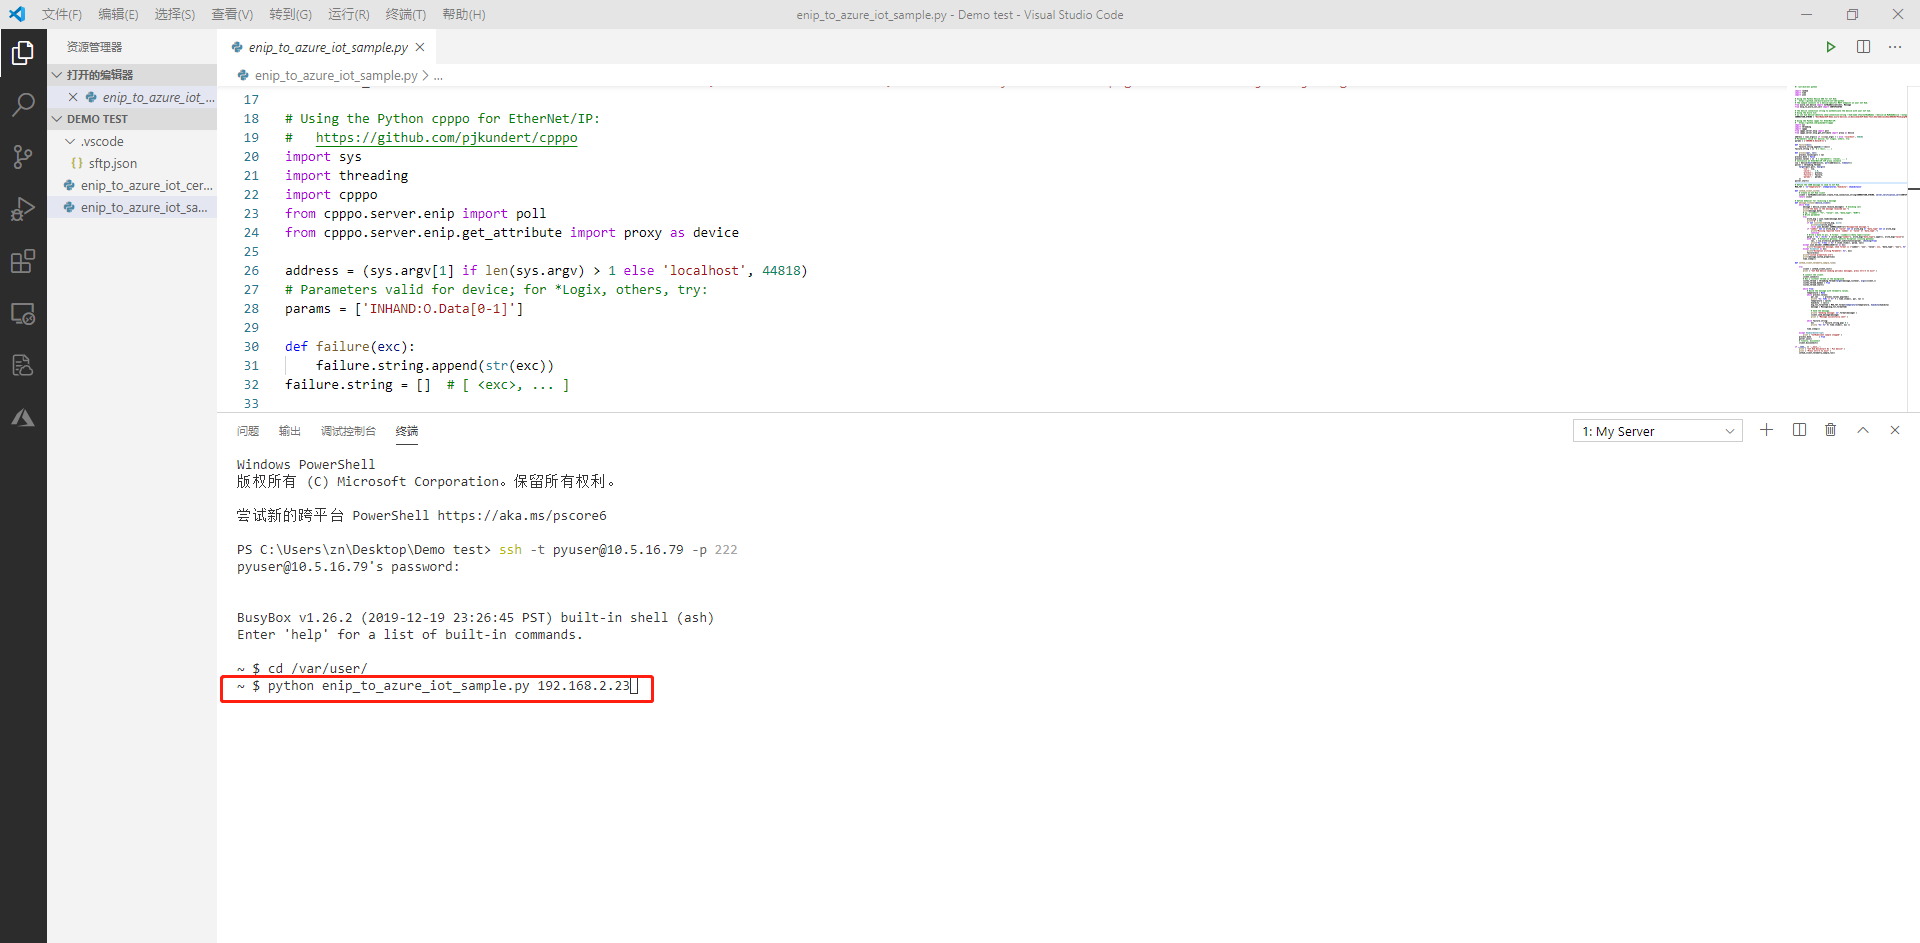 文件(F) 编辑(E) 选择(S) 查看(V) 转到(G) 运行(R) 终端(T) 帮助(H) enip_to_azure_iot_sample.py - Demo test - Visual Studio Code
资源管理器
打开的编辑器
enip_to_azure_iot_...
DEMO TEST
.vscode
{} sftp.json
enip_to_azure_iot_cer...
enip_to_azure_iot_sa...
enip_to_azure_iot_sample.py
enip_to_azure_iot_sample.py > ...
17
18 # Using the Python cpppo for EtherNet/IP:
19 #   https://github.com/pjkundert/cpppo
20 import sys
21 import threading
22 import cpppo
23 from cpppo.server.enip import poll
24 from cpppo.server.enip.get_attribute import proxy as device
25
26 address = (sys.argv[1] if len(sys.argv) > 1 else 'localhost', 44818)
27 # Parameters valid for device; for *Logix, others, try:
28 params = ['INHAND:O.Data[0-1]']
29
30 def failure(exc):
31     failure.string.append(str(exc))
32 failure.string = []  # [ <exc>, ... ]
33
问题 输出 调试控制台 终端 1: My Server
Windows PowerShell
版权所有 (C) Microsoft Corporation。保留所有权利。
尝试新的跨平台 PowerShell https://aka.ms/pscore6
PS C:\Users\zn\Desktop\Demo test> ssh -t pyuser@10.5.16.79 -p 222
pyuser@10.5.16.79's password:
BusyBox v1.26.2 (2019-12-19 23:26:45 PST) built-in shell (ash)
Enter 'help' for a list of built-in commands.
~ $ cd /var/user/
~ $ python enip_to_azure_iot_sample.py 192.168.2.23